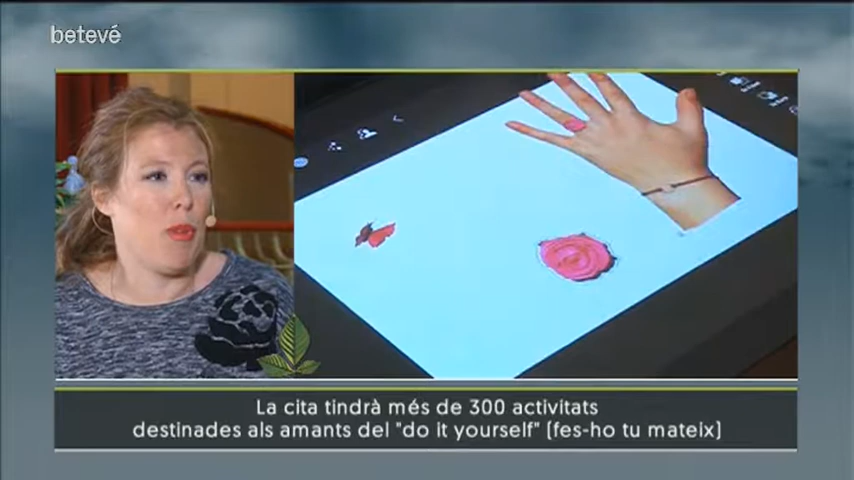 betevé
La cita tindrà més de 300 activitats
destinades als amants del "do it yourself" (fes-ho tu mateix)